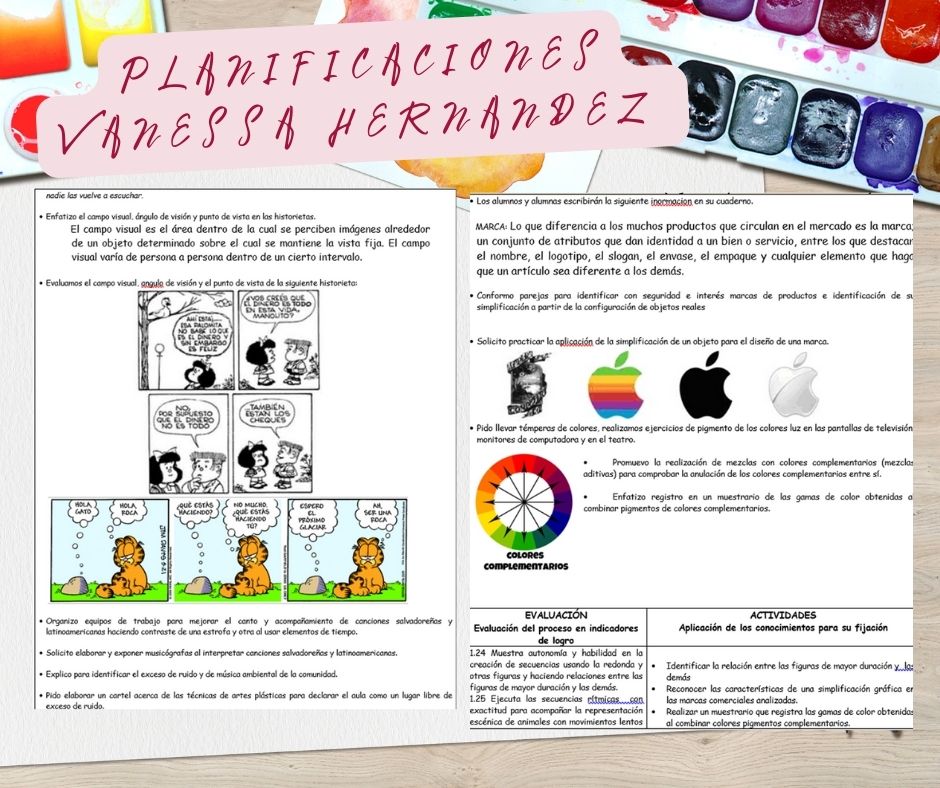 PLANIFICACIONES
VANESSA HERNANDEZ
nadie las vuelve a escuchar.
• Enfatizo el campo visual, ángulo de visión y punto de vista en las historietas.
El campo visual es el área dentro de la cual se perciben imágenes alrededor
de un objeto determinado sobre el cual se mantiene la vista fija. El campo
visual varía de persona a persona dentro de un cierto intervalo.
• Evaluamos el campo visual, angulo de visión y el punto de vista de la siguiente historieta:
AHÍ ESTÁ,...
ESA PALOMITA
NO SABE LO QUE
ES EL DINERO Y
SIN EMBARGO
ES FELIZ
¿VOS CREÉS QUE
EL DINERO ES TODO
EN ESTA VIDA,
MANOLITO?
NO,
POR SUPUESTO
QUE EL DINERO
NO ES TODO
TAMBIÉN
ESTÁN LOS
CHEQUES
HOLA,
GATO
HOLA,
ROCA
¿QUÉ ESTÁS
HACIENDO?
NO MUCHO.
¿QUÉ ESTÁS
HACIENDO
TÚ?
ESPERO
EL
PRÓXIMO
GLACIAR
AH,
SER UNA
ROCA
• Organizo equipos de trabajo para mejorar el canto y acompañamiento de canciones salvadoreñas y
latinoamericanas haciendo contraste de una estrofa y otra al usar elementos de tiempo.
• Solicito elaborar y exponer musicógrafas al interpretar canciones salvadoreñas y latinoamericanas.
• Explico para identificar el exceso de ruido y de música ambiental de la comunidad.
• Pido elaborar un cartel acerca de las técnicas de artes plásticas para declarar el aula como un lugar libre de
exceso de ruido.
• Los alumnos y alumnas escribirán la siguiente inormacion en su cuaderno.
MARCA: Lo que diferencia a los muchos productos que circulan en el mercado es la marca;
un conjunto de atributos que dan identidad a un bien o servicio, entre los que destacan
el nombre, el logotipo, el slogan, el envase, el empaque y cualquier elemento que haga
que un artículo sea diferente a los demás.
• Conformo parejas para identificar con seguridad e interés marcas de productos e identificación de su
simplificación a partir de la configuración de objetos reales
• Solicito practicar la aplicación de la simplificación de un objeto para el diseño de una marca.
• Pido llevar témperas de colores, realizamos ejercicios de pigmento de los colores luz en las pantallas de televisión
monitores de computadora y en el teatro.
• Promuevo la realización de mezclas con colores complementarios (mezclas
aditivas) para comprobar la anulación de los colores complementarios entre sí.
• Enfatizo registro en un muestrario de las gamas de color obtenidas a
combinar pigmentos de colores complementarios.
COLORES
COMPLEMENTARIOS
EVALUACIÓN
Evaluación del proceso en indicadores
de logro
1.24 Muestra autonomía y habilidad en la
creación de secuencias usando la redonda y
otras figuras y haciendo relaciones entre las
figuras de mayor duración y las demás.
1.25 Ejecuta las secuencias rítmicas con
exactitud para acompañar la representación
escénica de animales con movimientos lentos
ACTIVIDADES
Aplicación de los conocimientos para su fijación
• Identificar la relación entre las figuras de mayor duración y las
demás
• Reconocer las características de una simplificación gráfica en
las marcas comerciales analizadas.
• Realizar un muestrario que registra las gamas de color obtenidas
al combinar colores pigmentos complementarios.